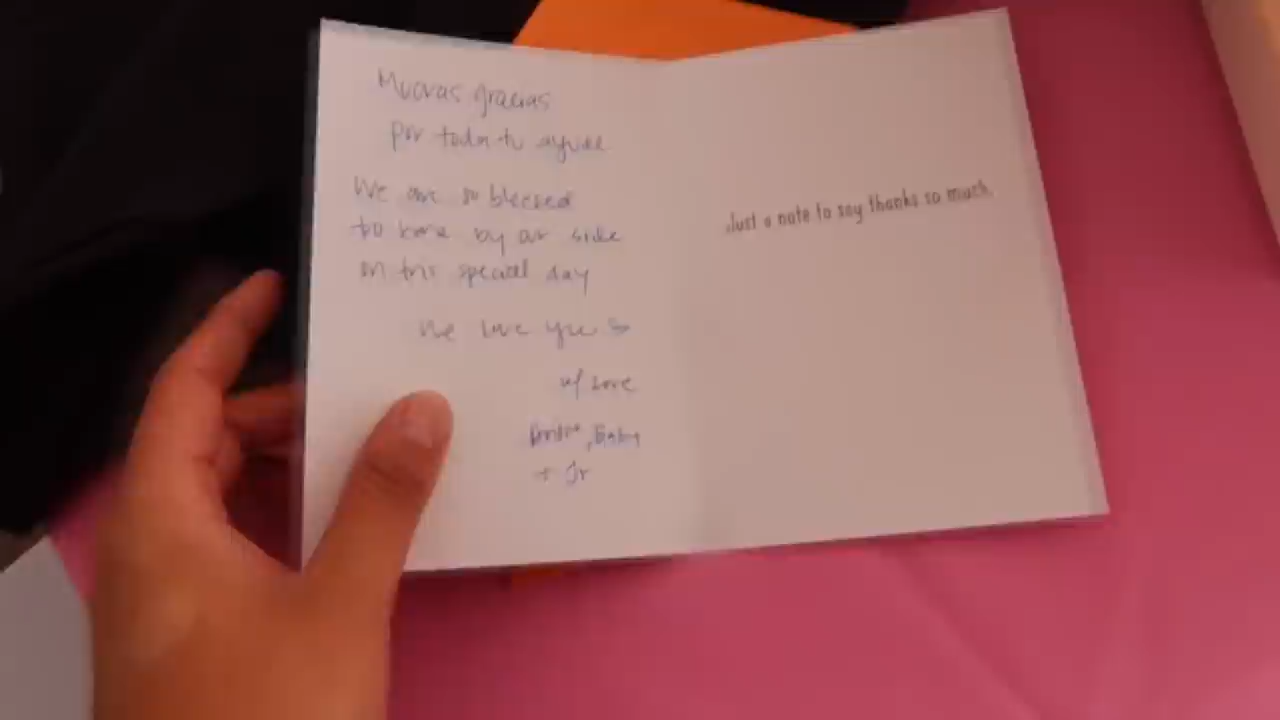 Muchas gracias
por toda tu ayuda
We are so blessed
to have by our side
on this special day
We love you
w/ Love
, Baby
+ Jr
Just a note to say thanks so much.